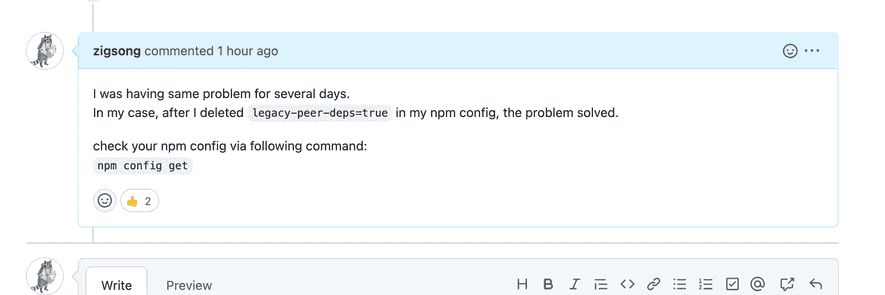 zigsong commented 1 hour ago
I was having same problem for several days.
In my case, after I deleted legacy-peer-deps=true in my npm config, the problem solved.
check your npm config via following command:
npm config get
👍 2
Write Preview H B I